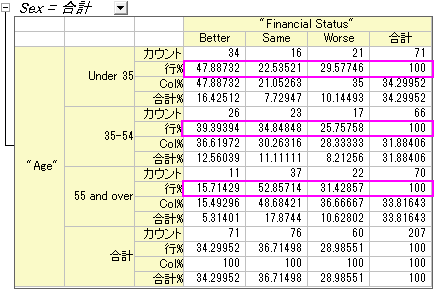 Sex = 合計
"Financial Status"
Better Same Worse 合計
"Age" Under 35 カウント 34 16 21 71
行% 47.88732 22.53521 29.57746 100
Col% 47.88732 21.05263 35 34.29952
合計% 16.42512 7.72947 10.14493 34.29952
35-54 カウント 26 23 17 66
行% 39.39394 34.84848 25.75758 100
Col% 36.61972 30.26316 28.33333 31.88406
合計% 12.56039 11.11111 8.21256 31.88406
55 and over カウント 11 37 22 70
行% 15.71429 52.85714 31.42857 100
Col% 15.49296 48.68421 36.66667 33.81643
合計% 5.31401 17.8744 10.62802 33.81643
合計 カウント 71 76 60 207
行% 34.29952 36.71498 28.98551 100
Col% 100 100 100 100
合計% 34.29952 36.71498 28.98551 100